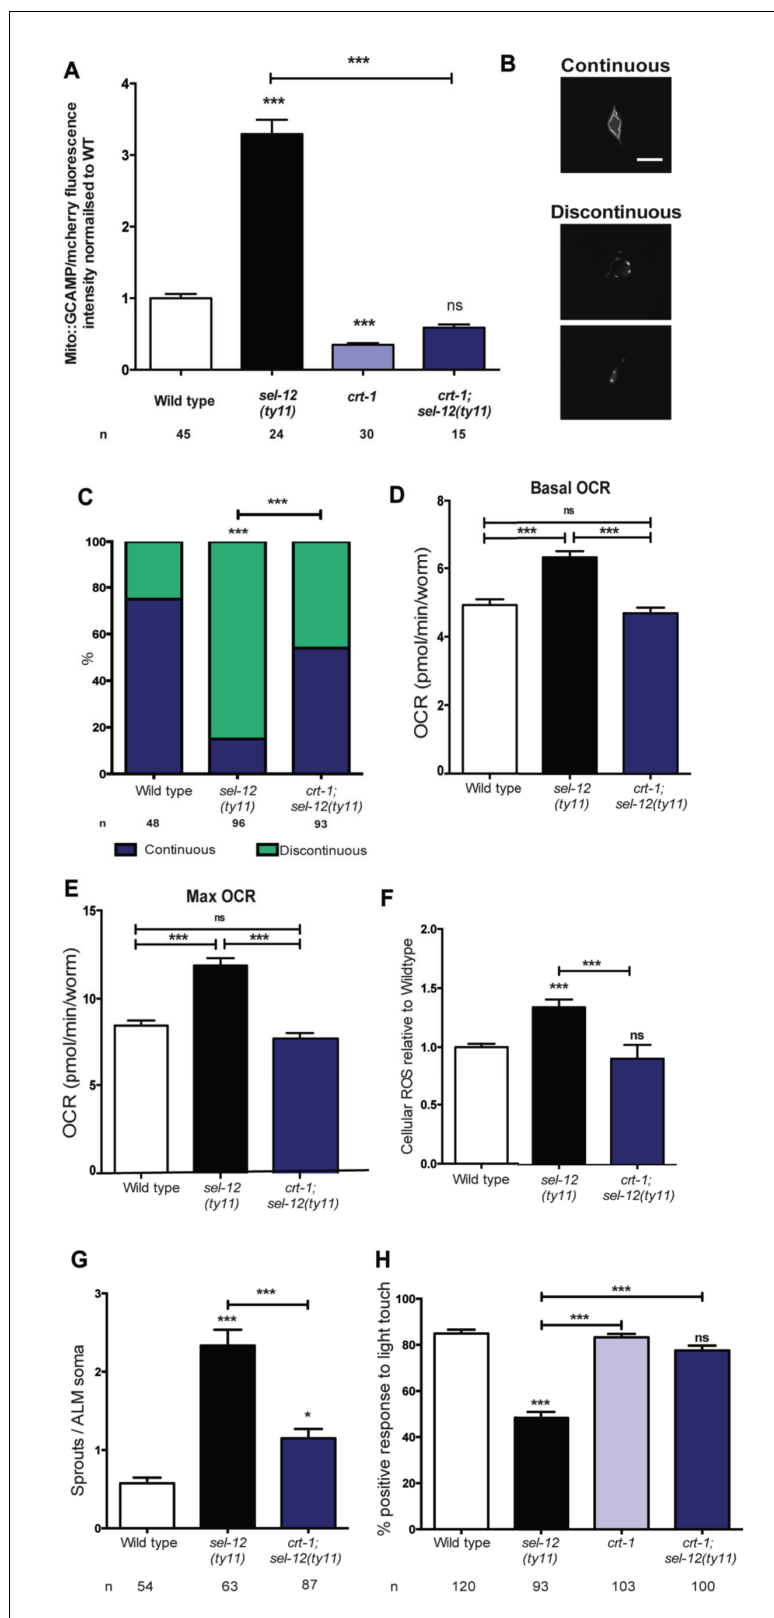 A
Mito::GCAMP/mcherry fluorescence
intensity normailsed to WT
4
3
2
1
0
***
***
***
ns
Wild type
sel-12
(ty11)
crt-1
crt-1;
sel-12(ty11)
n 45 24 30 15
B
Continuous
Discontinuous
C
%
100
80
60
40
20
0
***
***
Wild type
sel-12
(ty11)
crt-1;
sel-12(ty11)
n 48 96 93
Continuous Discontinuous
D
Basal OCR
OCR (pmol/min/worm)
8
6
4
2
0
ns
*** ***
Wild type
sel-12
(ty11)
crt-1;
sel-12(ty11)
E
Max OCR
OCR (pmol/min/worm)
15
10
5
0
ns
*** ***
Wild type
sel-12
(ty11)
crt-1;
sel-12(ty11)
F
Cellular ROS relative to Wildtype
2.0
1.5
1.0
0.5
0.0
***
***
ns
Wild type
sel-12
(ty11)
crt-1;
sel-12(ty11)
G
Sprouts / ALM soma
3
2
1
0
***
***
*
Wild type
sel-12
(ty11)
crt-1;
sel-12(ty11)
n 54 63 87
H
% positive response to light touch
100
80
60
40
20
0
***
***
***
ns
Wild type
sel-12
(ty11)
crt-1
crt-1;
sel-12(ty11)
n 120 93 103 100